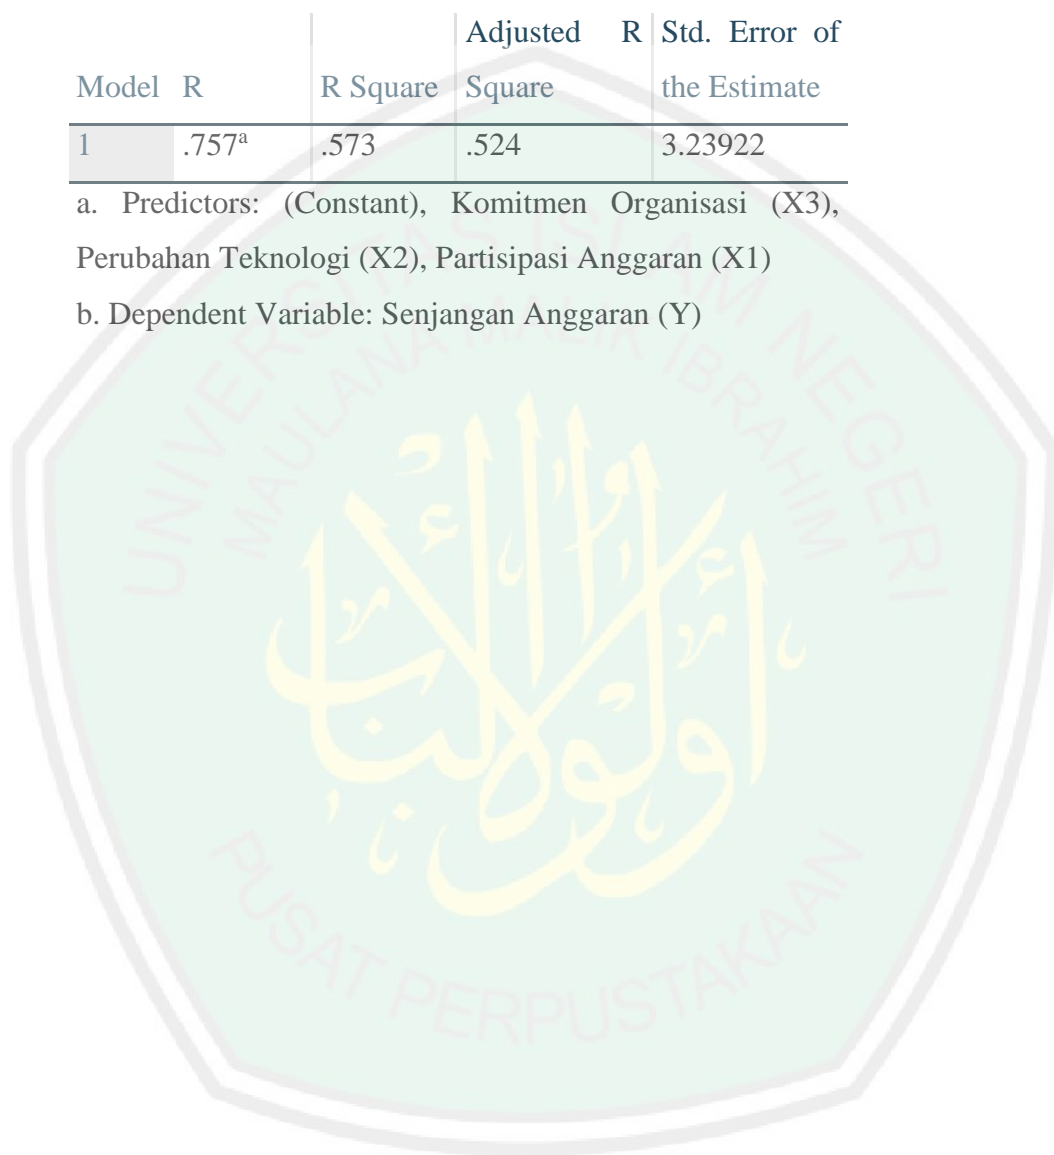 Adjusted R Std. Error of
Model R R Square Square the Estimate
1 .757ᵃ .573 .524 3.23922
a. Predictors: (Constant), Komitmen Organisasi (X3),
Perubahan Teknologi (X2), Partisipasi Anggaran (X1)
b. Dependent Variable: Senjangan Anggaran (Y)
UNIVERSITAS ISLAM NEGERI
MAULANA MALIK IBRAHIM
أولوا الألباب
PUSAT PERPUSTAKAAN